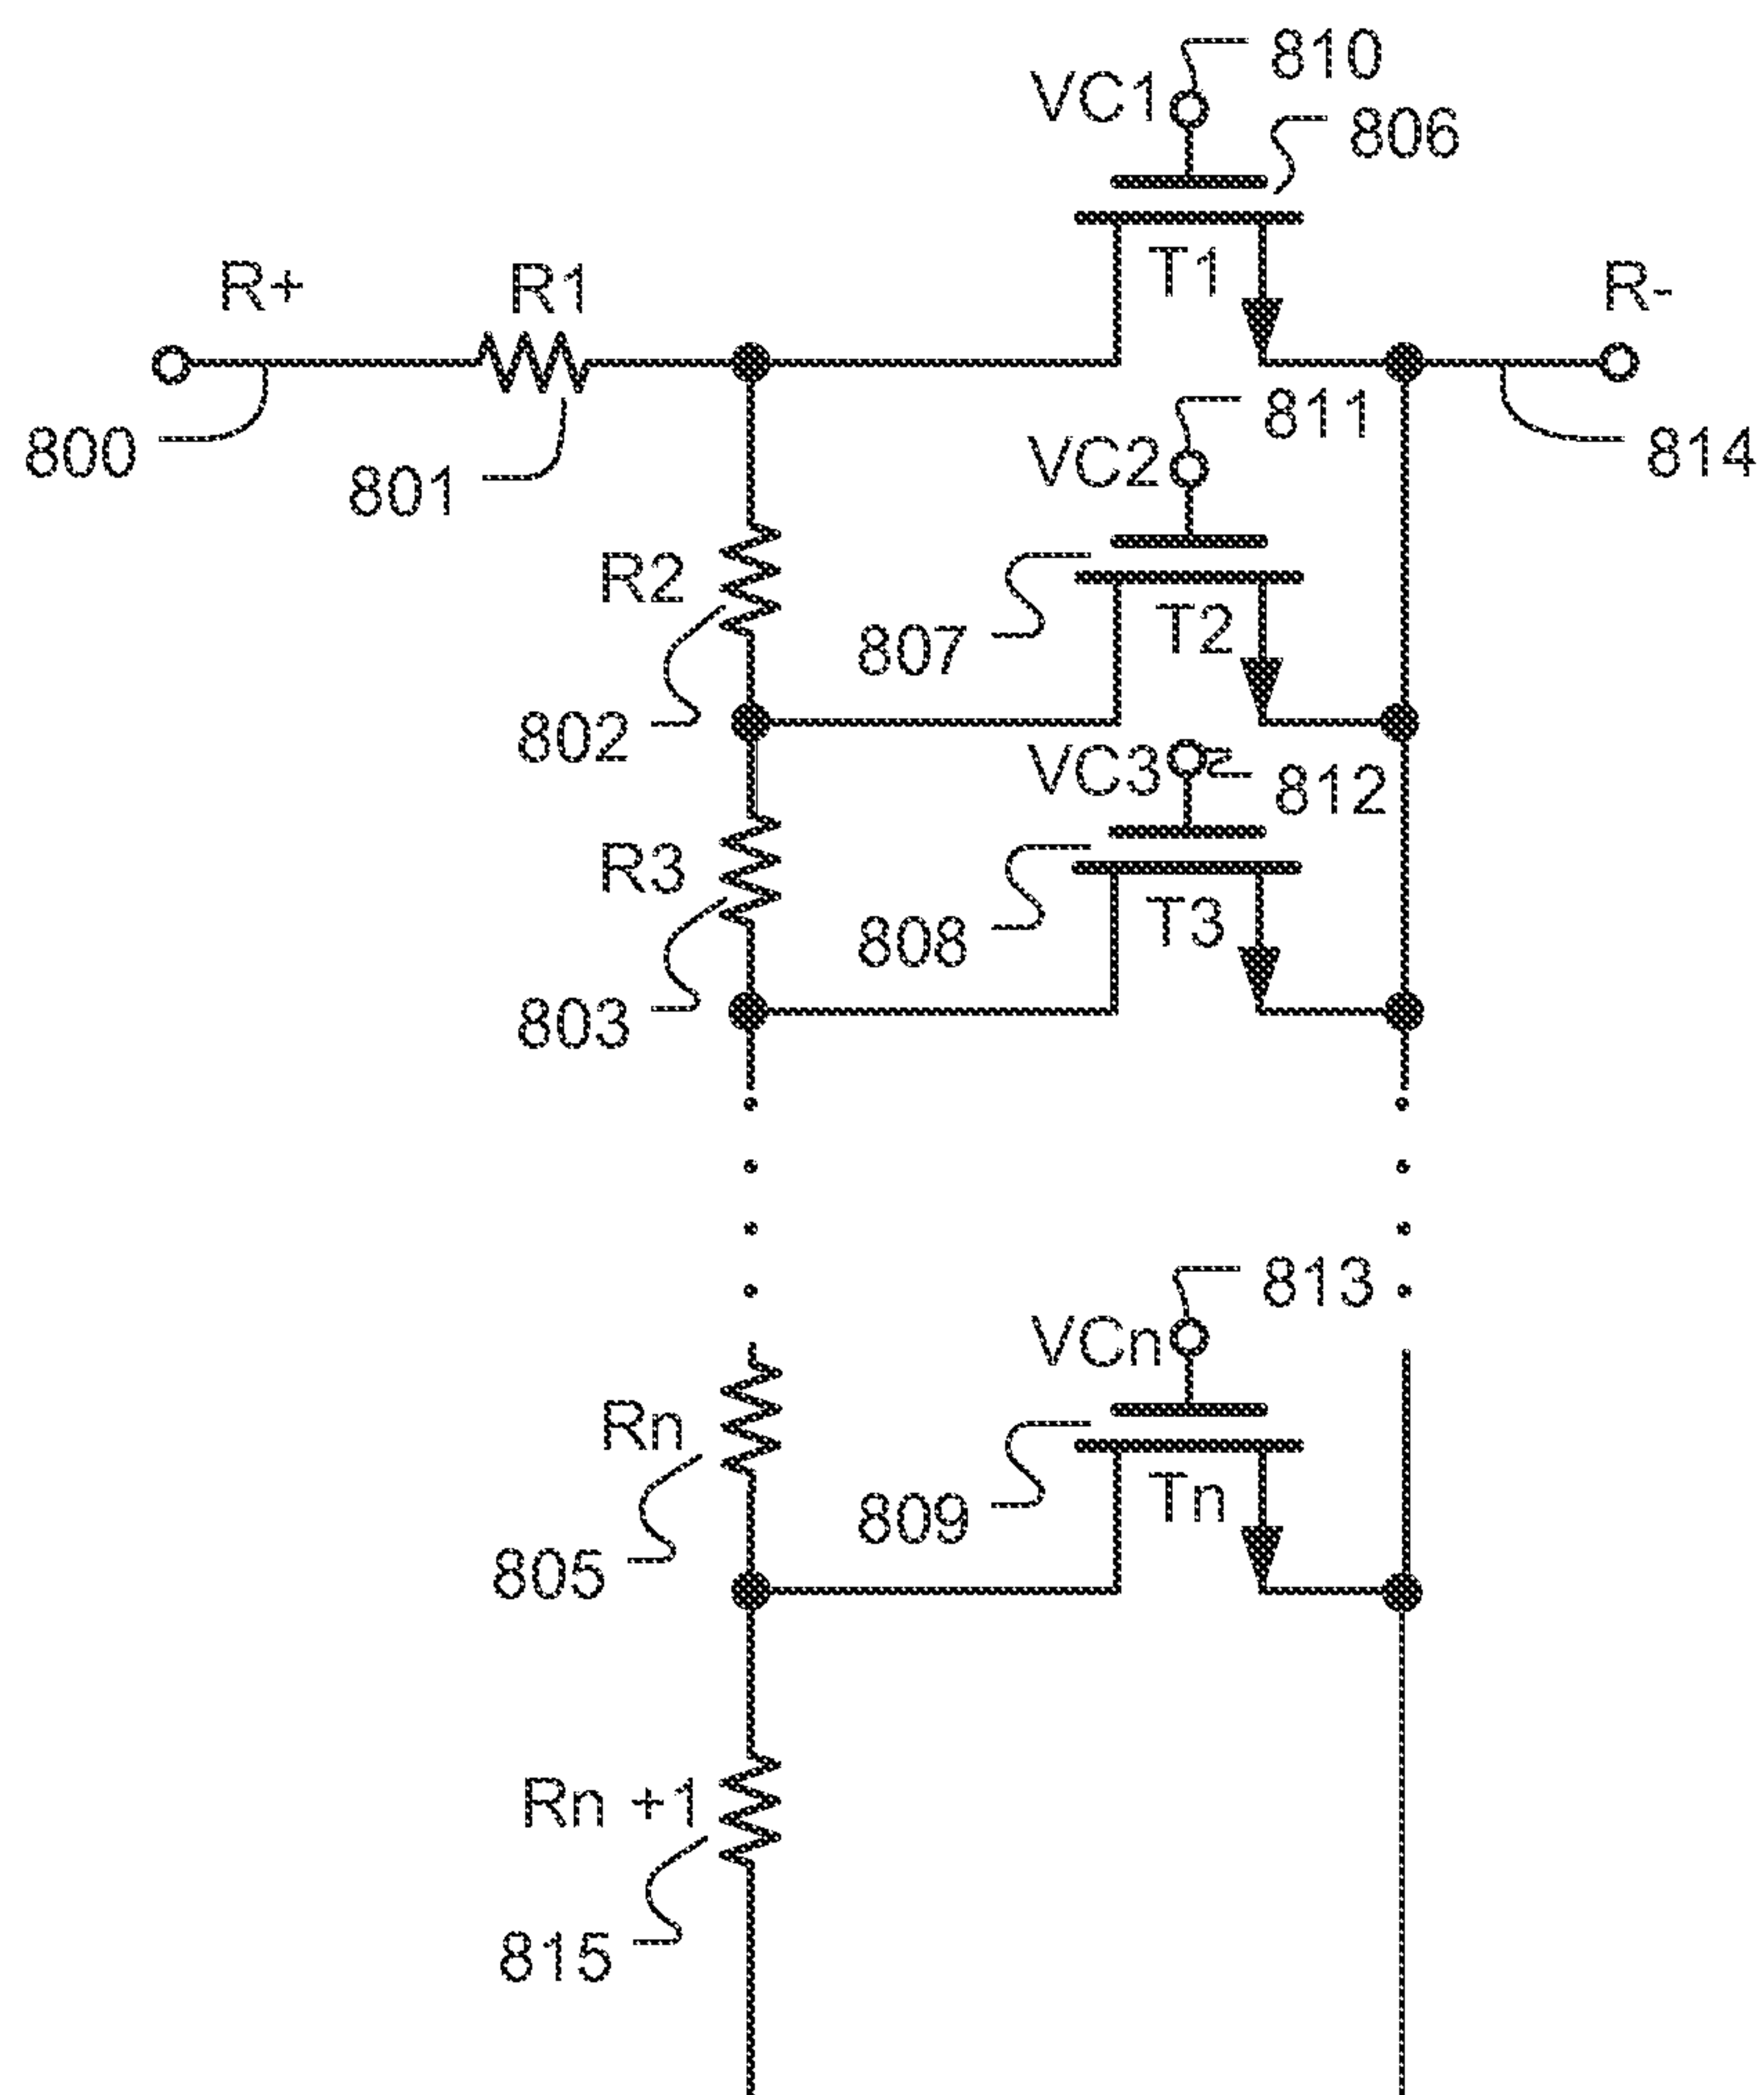 810
VC1
806
T1
R+
R1
R-
800
801
811
VC2
814
R2
807
T2
802
VC3
812
R3
808
T3
803
813
VCn
Rn
809
Tn
805
Rn +1
815